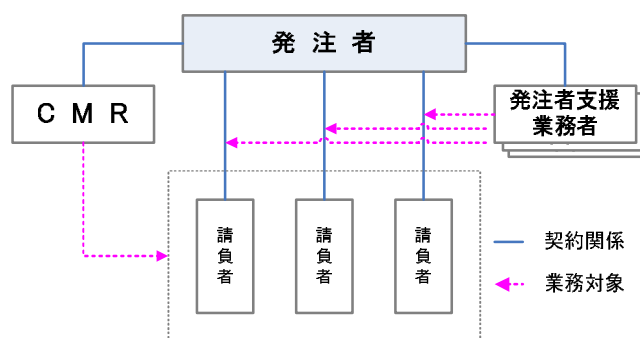 発 注 者
C M R
発注者支援
業務者
請負者
請負者
請負者
契約関係
業務対象